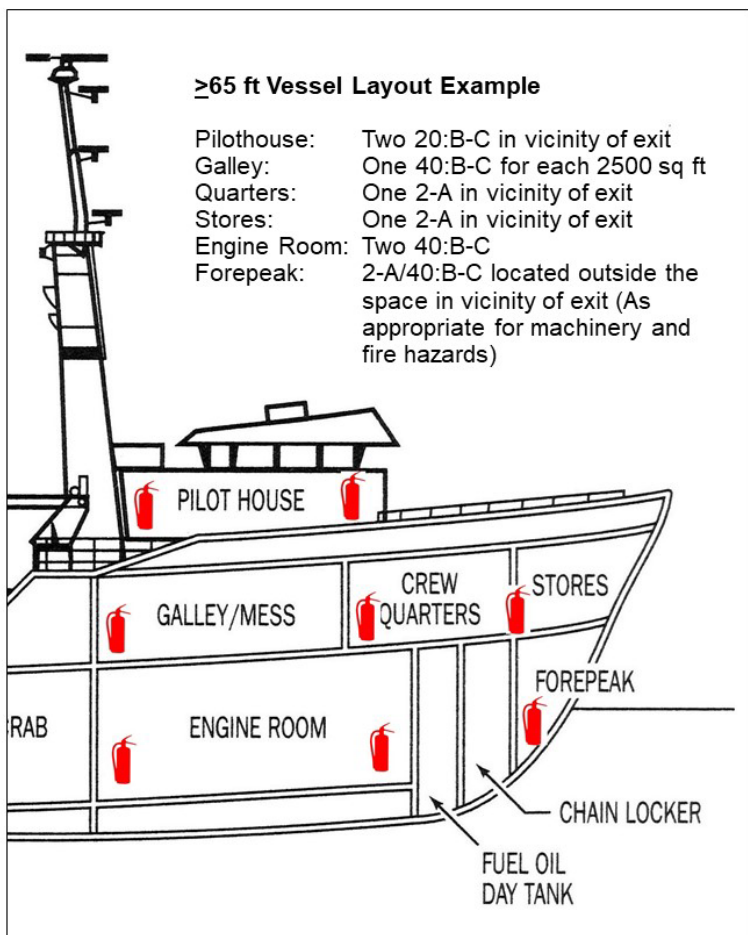 ≥65 ft Vessel Layout Example
Pilothouse: Two 20:B-C in vicinity of exit
Galley: One 40:B-C for each 2500 sq ft
Quarters: One 2-A in vicinity of exit
Stores: One 2-A in vicinity of exit
Engine Room: Two 40:B-C
Forepeak: 2-A/40:B-C located outside the
space in vicinity of exit (As
appropriate for machinery and
fire hazards)
PILOT HOUSE
GALLEY/MESS
CREW
QUARTERS
STORES
FOREPEAK
CRAB
ENGINE ROOM
CHAIN LOCKER
FUEL OIL
DAY TANK